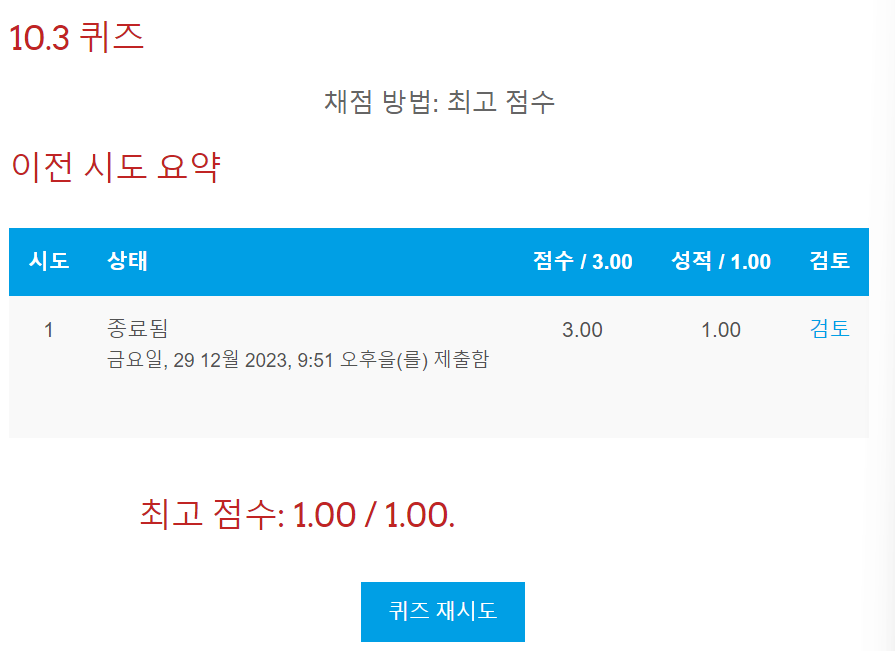 10.3 퀴즈
채점 방법: 최고 점수
이전 시도 요약
시도 상태 점수 / 3.00 성적 / 1.00 검토
1 종료됨 3.00 1.00 검토
금요일, 29 12월 2023, 9:51 오후을(를) 제출함
최고 점수: 1.00 / 1.00.
퀴즈 재시도